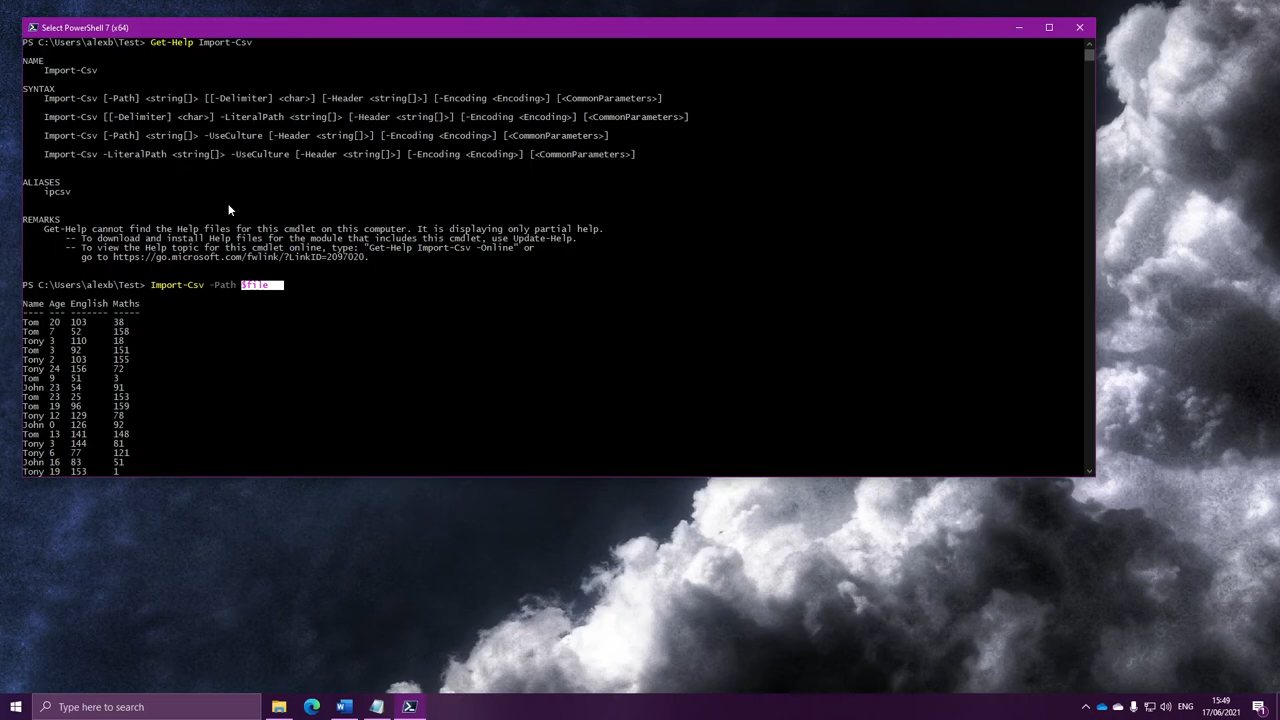 Select PowerShell 7 (x64)
PS C:\Users\alexb\Test> Get-Help Import-Csv
NAME
Import-Csv
SYNTAX
Import-Csv [-Path] <string[]> [[-Delimiter] <char>] [-Header <string[]>] [-Encoding <Encoding>] [<CommonParameters>]
Import-Csv [[-Delimiter] <char>] -LiteralPath <string[]> [-Header <string[]>] [-Encoding <Encoding>] [<CommonParameters>]
Import-Csv [-Path] <string[]> -UseCulture [-Header <string[]>] [-Encoding <Encoding>] [<CommonParameters>]
Import-Csv -LiteralPath <string[]> -UseCulture [-Header <string[]>] [-Encoding <Encoding>] [<CommonParameters>]
ALIASES
ipcsv
REMARKS
Get-Help cannot find the Help files for this cmdlet on this computer. It is displaying only partial help.
-- To download and install Help files for the module that includes this cmdlet, use Update-Help.
-- To view the Help topic for this cmdlet online, type: "Get-Help Import-Csv -Online" or
go to https://go.microsoft.com/fwlink/?LinkID=2097020.
PS C:\Users\alexb\Test> Import-Csv -Path $file
Name Age English Maths
---- --- ------- -----
Tom 20 103 38
Tom 7 52 158
Tony 3 110 18
Tom 3 92 151
Tony 2 103 155
Tony 24 156 72
Tom 9 51 3
John 23 54 91
Tom 23 25 153
Tom 19 96 159
Tony 12 129 78
John 0 126 92
Tom 13 141 148
Tony 3 144 81
Tony 6 77 121
John 16 83 51
Tony 19 153 1
Type here to search
ENG
15:49
17/06/2021
1